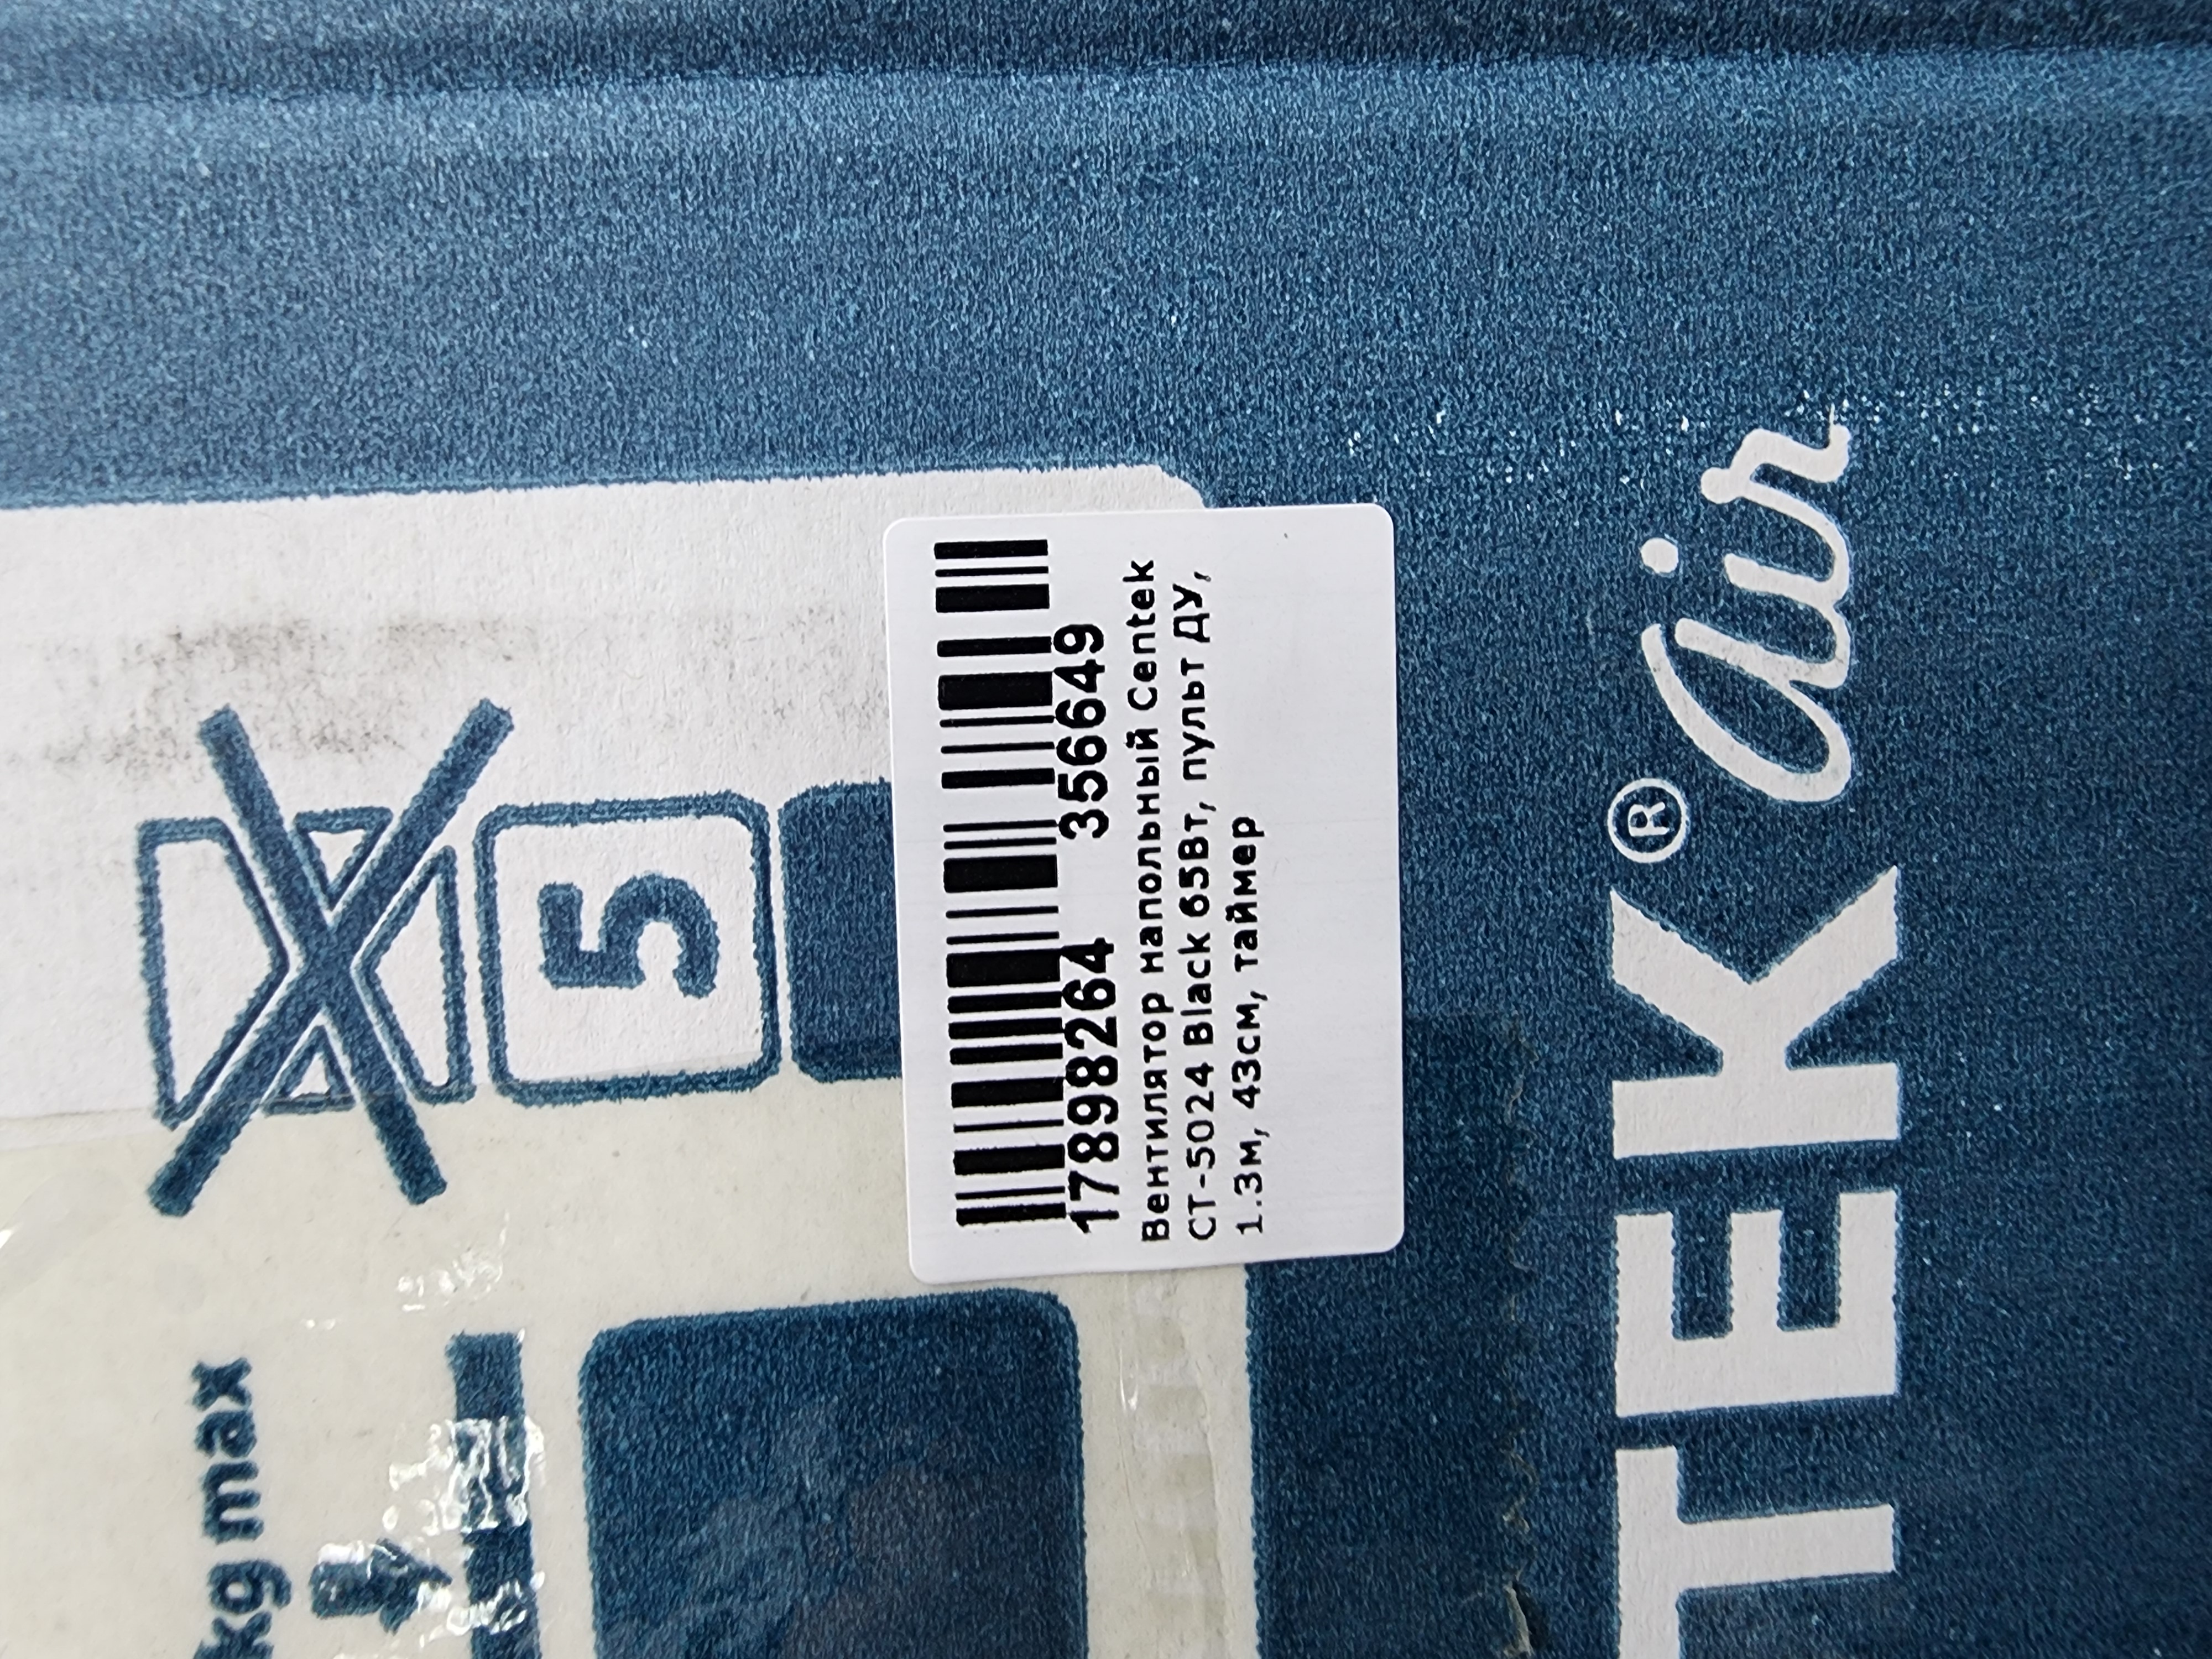 17898264 356649
Вентилятор напольный Centek
CT-5024 Black 65Вт, пульт ДУ,
1.3м, 43см, таймер
TEK® air
5
kg max